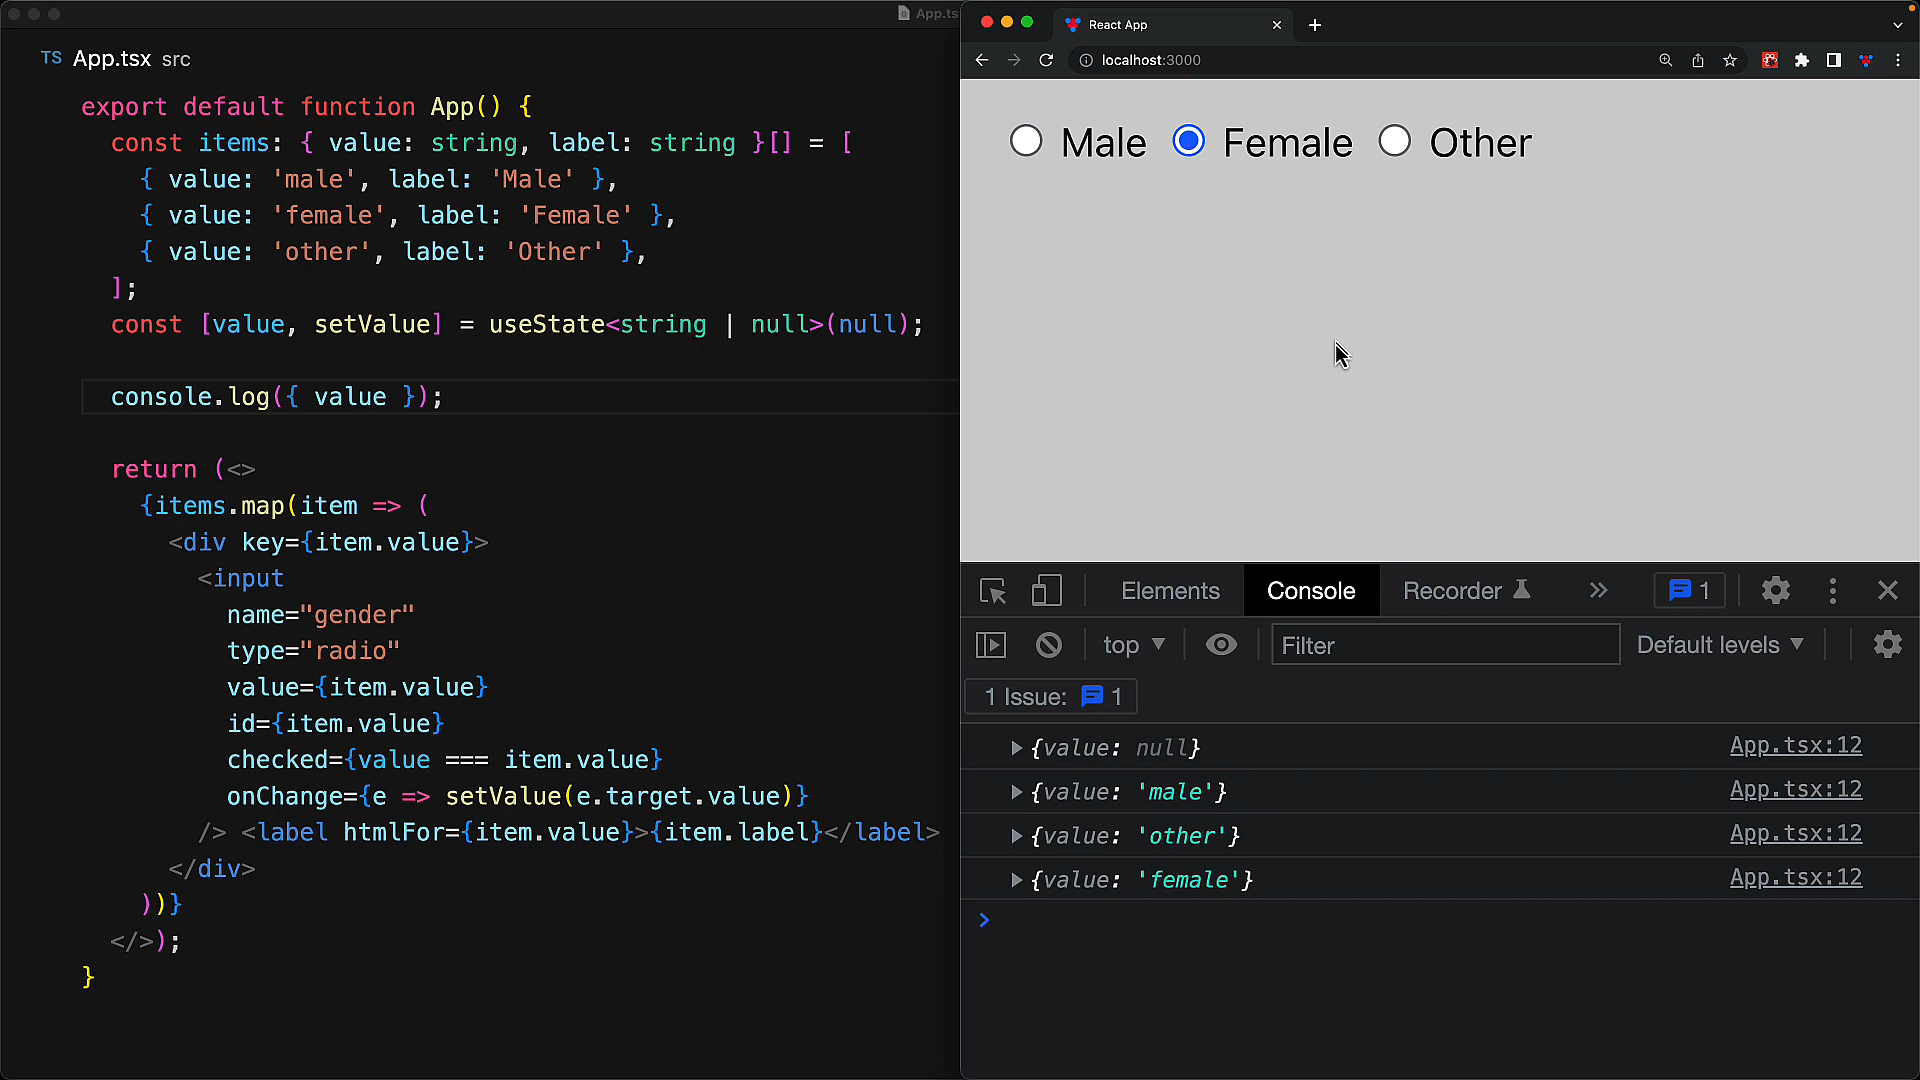 App.ts
TS App.tsx src
export default function App() {
const items: { value: string, label: string }[] = [
{ value: 'male', label: 'Male' },
{ value: 'female', label: 'Female' },
{ value: 'other', label: 'Other' },
];
const [value, setValue] = useState<string | null>(null);
console.log({ value });
return (<>
{items.map(item => (
<div key={item.value}>
<input
name="gender"
type="radio"
value={item.value}
id={item.value}
checked={value === item.value}
onChange={e => setValue(e.target.value)}
/> <label htmlFor={item.value}>{item.label}</label>
</div>
))}
</>);
}
React App
localhost:3000
Male Female Other
Elements Console Recorder 1
top Filter Default levels
1 Issue: 1
{value: null} App.tsx:12
{value: 'male'} App.tsx:12
{value: 'other'} App.tsx:12
{value: 'female'} App.tsx:12